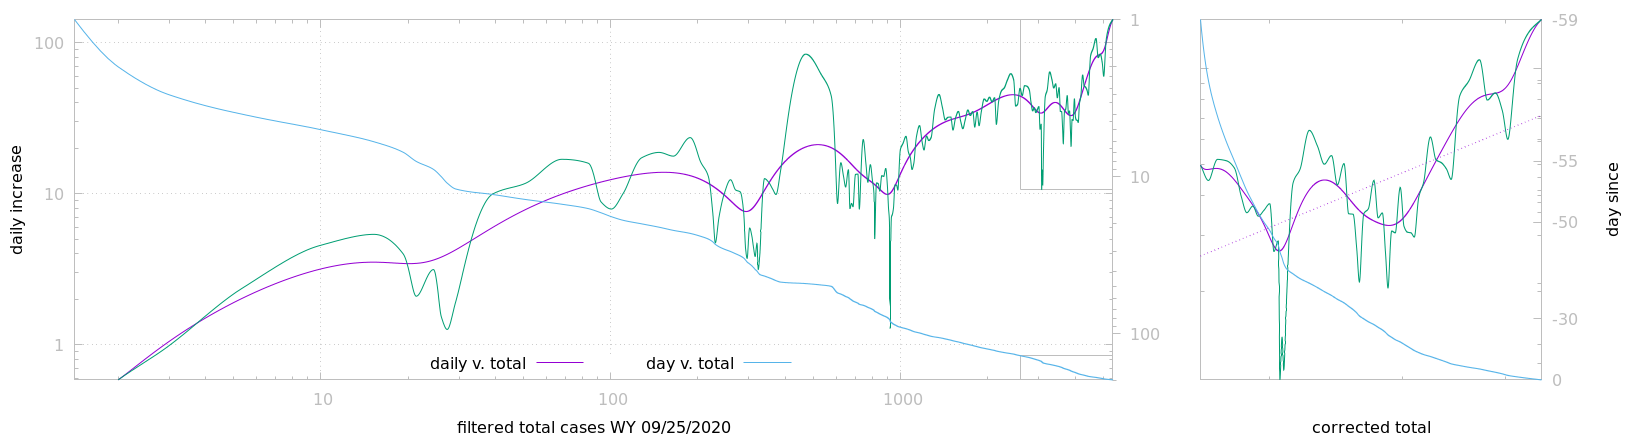 100
10
1
daily increase
daily v. total
day v. total
10
100
1000
filtered total cases WY 09/25/2020
1
10
100
-59
-55
-50
-30
0
day since
corrected total